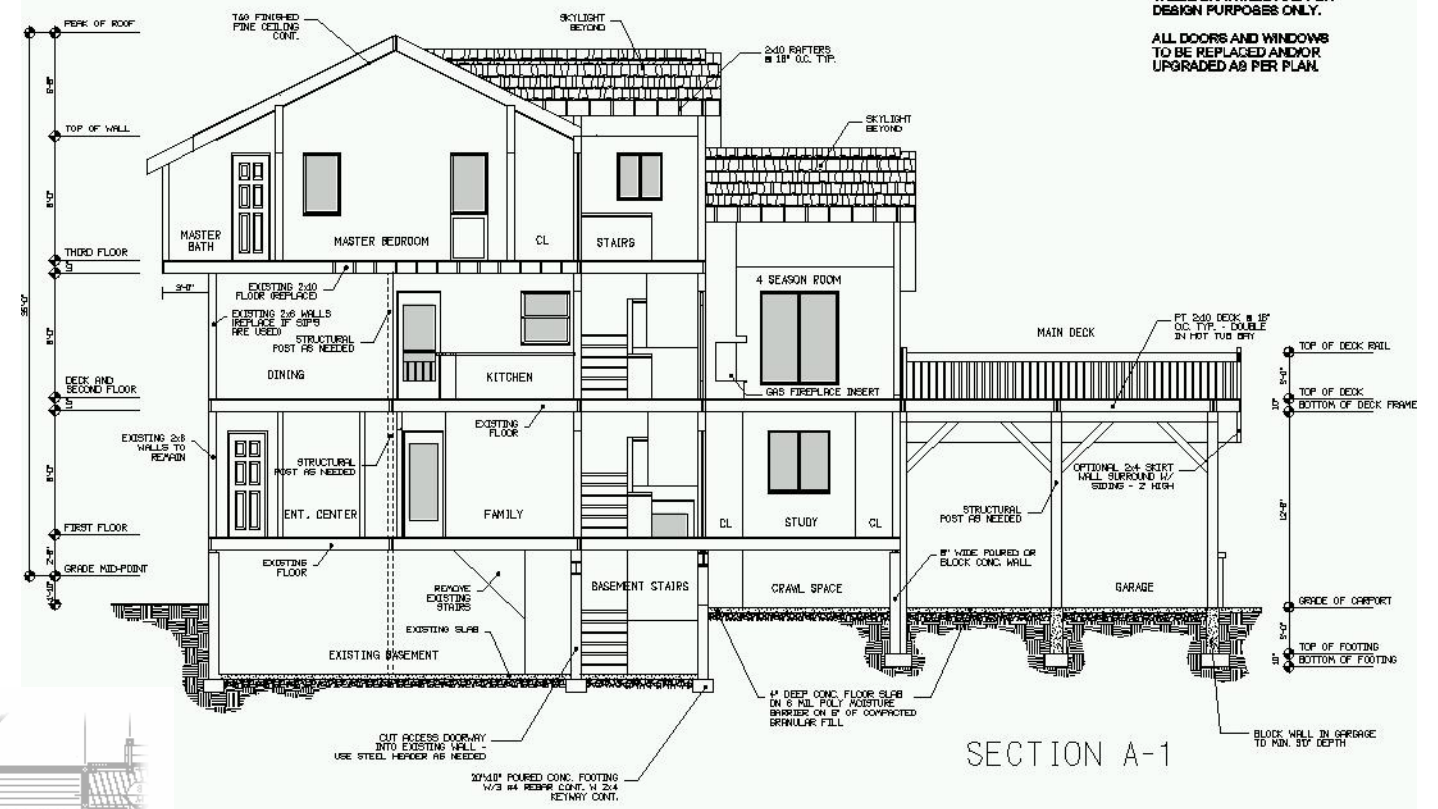 DESIGN PURPOSES ONLY.
ALL DOORS AND WINDOWS
TO BE REPLACED AND/OR
UPGRADED AS PER PLAN.
PEAK OF ROOF
T&G FINISHED
PINE CEILING
CONT.
SKYLIGHT
BEYOND
2x10 RAFTERS
@ 16" O.C. TYP.
TOP OF WALL
SKYLIGHT
BEYOND
MASTER
BATH
MASTER BEDROOM
CL
STAIRS
THIRD FLOOR
EXISTING 2x10
FLOOR (REPLACE)
4 SEASON ROOM
EXISTING 2x6 WALLS
(REPLACE IF SIPS
ARE USED)
STRUCTURAL
POST AS NEEDED
DINING
KITCHEN
GAS FIREPLACE INSERT
MAIN DECK
PT 2x10 DECK @ 16"
O.C. TYP. - DOUBLE
IN HOT TUB BAY
TOP OF DECK RAIL
DECK AND
SECOND FLOOR
TOP OF DECK
BOTTOM OF DECK FRAME
EXISTING
FLOOR
EXISTING 2x6
WALLS TO
REMAIN
STRUCTURAL
POST AS NEEDED
OPTIONAL 2x4 SKIRT
WALL SURROUND W/
SIDING - 2' HIGH
ENT. CENTER
FAMILY
CL
STUDY
CL
STRUCTURAL
POST AS NEEDED
FIRST FLOOR
EXISTING
FLOOR
8" WIDE POURED OR
BLOCK CONC. WALL
GRADE MID-POINT
REMOVE
EXISTING
STAIRS
BASEMENT STAIRS
CRAWL SPACE
GARAGE
GRADE OF CARPORT
EXISTING SLAB
EXISTING BASEMENT
TOP OF FOOTING
BOTTOM OF FOOTING
4" DEEP CONC. FLOOR SLAB
ON 6 MIL POLY MOISTURE
BARRIER ON 6" OF COMPACTED
GRANULAR FILL
CUT ACCESS DOORWAY
INTO EXISTING WALL -
USE STEEL HEADER AS NEEDED
BLOCK WALL IN GARGAGE
TO MIN. DEPTH
SECTION A-1
20"x10" POURED CONC. FOOTING
W/3 #4 REBAR CONT. W 2x4
KEYWAY CONT.